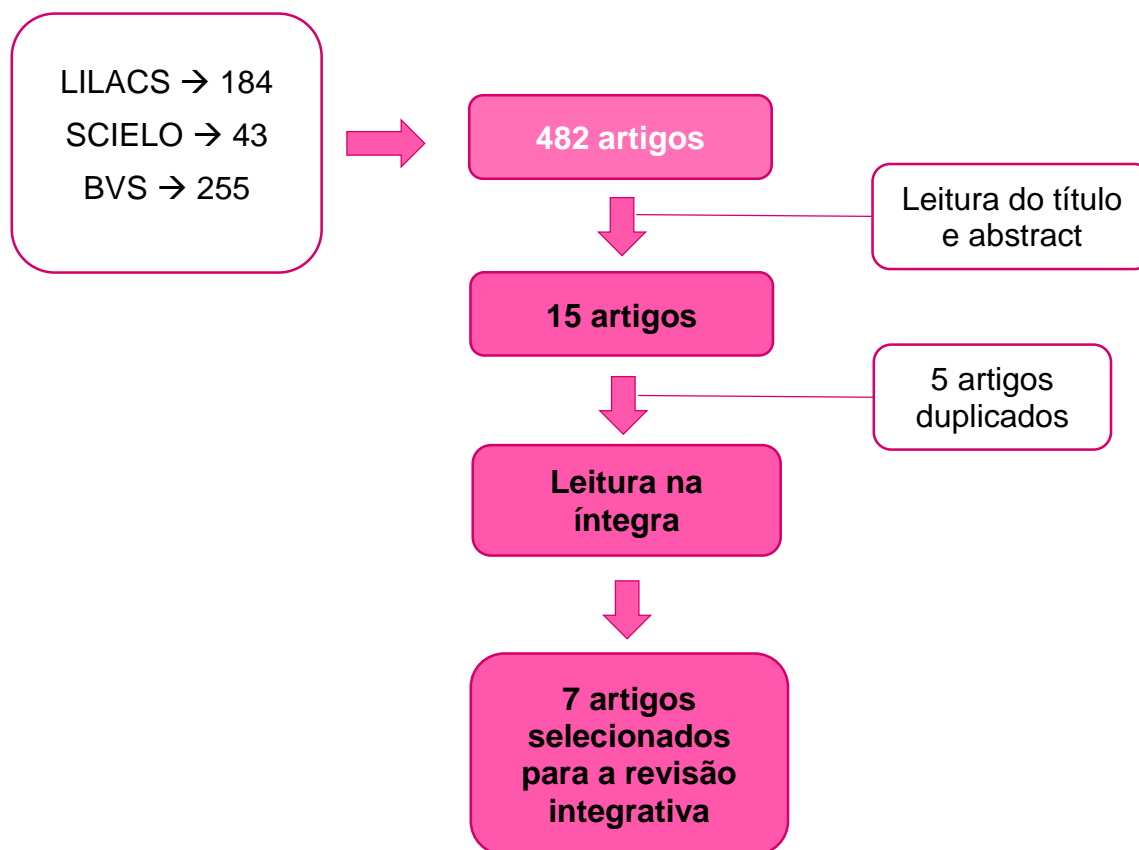 LILACS → 184
SCIELO → 43
BVS → 255
482 artigos
Leitura do título
e abstract
15 artigos
5 artigos
duplicados
Leitura na
íntegra
7 artigos
selecionados
para a revisão
integrativa